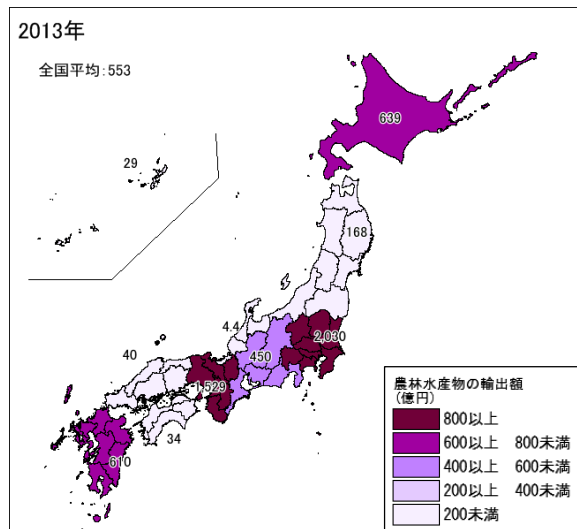 2013年
全国平均:553
639
29
168
4.4
2,030
450
40
1,529
34
610
農林水産物の輸出額
(億円)
800以上
600以上 800未満
400以上 600未満
200以上 400未満
200未満